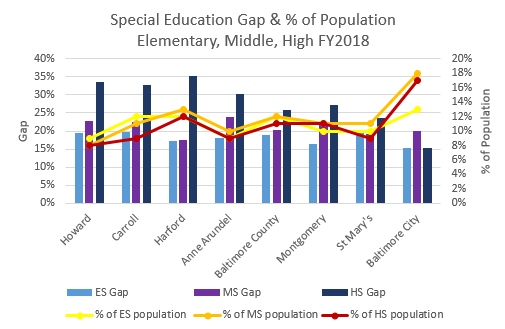 Special Education Gap & % of Population
Elementary, Middle, High FY2018
40%
35%
30%
25%
20%
15%
10%
5%
0%
Gap
20%
18%
16%
14%
12%
10%
8%
6%
4%
2%
0%
% of Population
Howard
Carroll
Harford
Anne Arundel
Baltimore County
Montgomery
St Mary's
Baltimore City
ES Gap MS Gap HS Gap
% of ES population % of MS population % of HS population